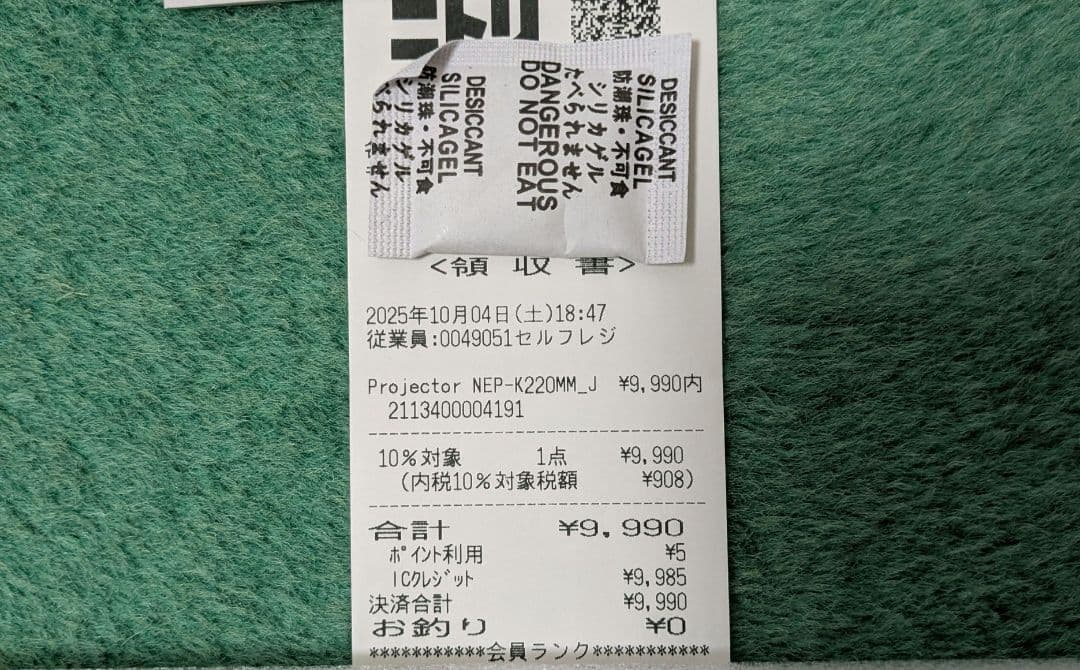 DESICCANT
SILICAGEL
防潮珠・不可食
シリカゲル
たべられません
DANGEROUS
DO NOT EAT
DESICCANT
SILICAGEL
防潮珠・不可食
シリカゲル
べられません
<領 収 書>
2025年10月04日(土)18:47
従業員:0049051セルフレジ
Projector NEP-K220MM_J ¥9,990内
2113400004191
10%対象 1点 ¥9,990
(内税10%対象税額 ¥908)
合計 ¥9,990
ポイント利用 ¥5
ICクレジット ¥9,985
決済合計 ¥9,990
お釣り ¥0
***********会員ランク***********